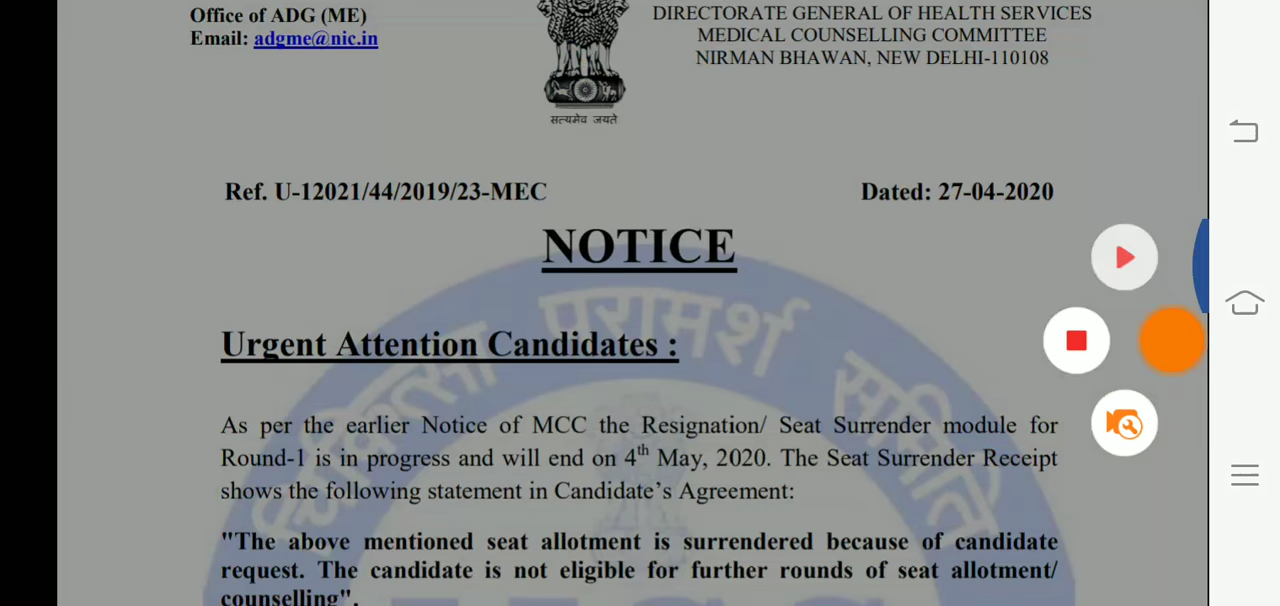 Office of ADG (ME)
Email: adgme@nic.in
DIRECTORATE GENERAL OF HEALTH SERVICES
MEDICAL COUNSELLING COMMITTEE
NIRMAN BHAWAN, NEW DELHI-110108
सत्यमेव जयते
Ref. U-12021/44/2019/23-MEC Dated: 27-04-2020
NOTICE
परामर्श समिति
Urgent Attention Candidates :
As per the earlier Notice of MCC the Resignation/ Seat Surrender module for
Round-1 is in progress and will end on 4th May, 2020. The Seat Surrender Receipt
shows the following statement in Candidate's Agreement:
"The above mentioned seat allotment is surrendered because of candidate
request. The candidate is not eligible for further rounds of seat allotment/
counselling".